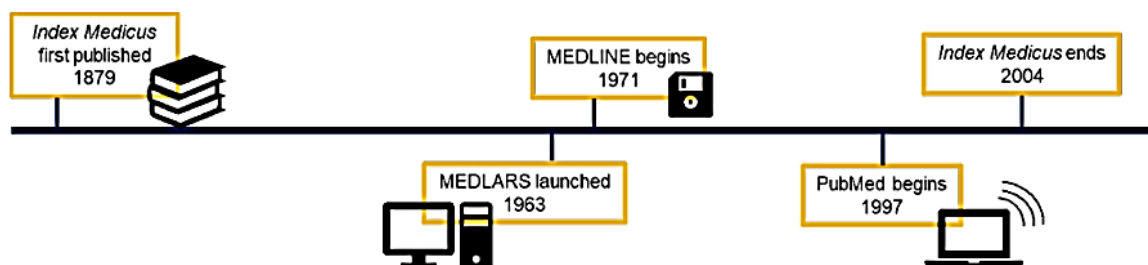 Index Medicus
first published
1879
MEDLINE begins
1971
Index Medicus ends
2004
MEDLARS launched
1963
PubMed begins
1997